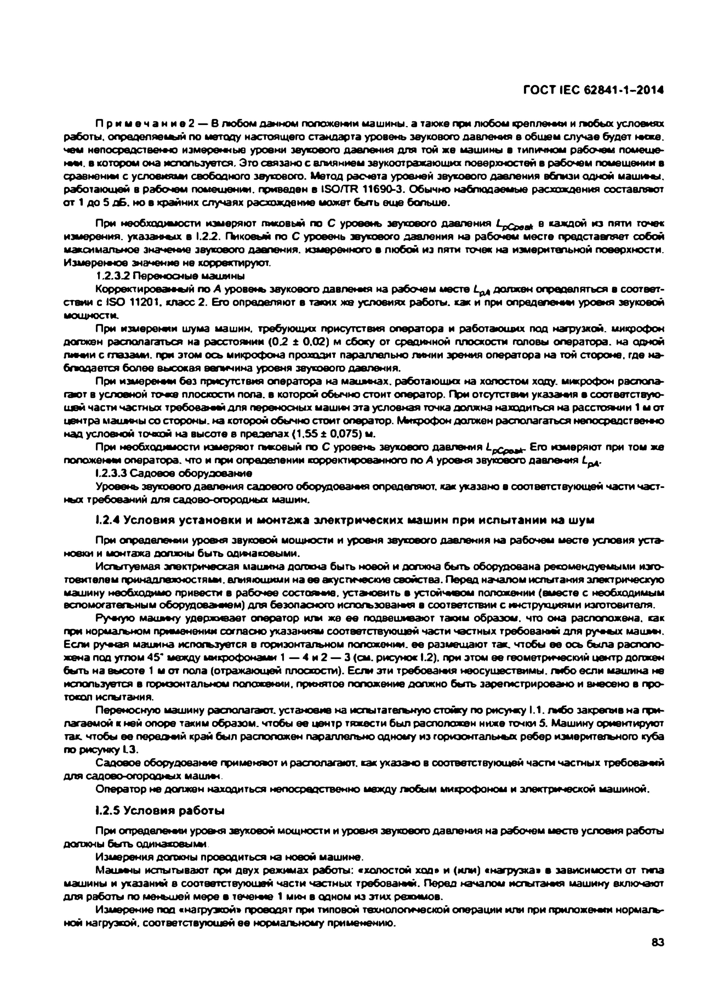 ГОСТ IEC 62841-1–2014
Примечание 2 — В любом данном положении машины, а также при любом креплении и любых условиях
работы, определяемый по методу настоящего стандарта уровень звукового давления в общем случае будет ниже,
чем непосредственно измеренные уровни звукового давления для той же машины в типичном рабочем помеще-
нии, в котором она используется. Это связано с влиянием звукоотражающих поверхностей в рабочем помещении в
сравнении с условиями свободного звукового. Метод расчета уровней звукового давления вблизи одной машины,
работающей в рабочем помещении, приведен в ISO/TR 11690-3. Обычно наблюдаемые расхождения составляют
от 1 до 5 дБ, но в крайних случаях расхождение может быть еще больше.
При необходимости измеряют пиковый по С уровень звукового давления LpCpeak в каждой из пяти точек
измерения, указанных в I.2.2. Пиковый по С уровень звукового давления на рабочем месте представляет собой
максимальное значение звукового давления, измеренного в любой из пяти точек на измерительной поверхности.
Измеренное значение не корректируют.
1.2.3.2 Переносные машины
Корректированный по А уровень звукового давления на рабочем месте LpA должен определяться в соответ-
ствии с ISO 11201, класс 2. Его определяют в таких же условиях работы, как и при определении уровня звуковой
мощности.
При измерении шума машин, требующих присутствия оператора и работающих под нагрузкой, микрофон
должен располагаться на расстоянии (0,2 ± 0,02) м сбоку от срединной плоскости головы оператора, на одной
линии с глазами, при этом ось микрофона проходит параллельно линии зрения оператора на той стороне, где на-
блюдается более высокая величина уровня звукового давления.
При измерении без присутствия оператора на машинах, работающих на холостом ходу, микрофон распола-
гают в условной точке плоскости пола, в которой обычно стоит оператор. При отсутствии указания в соответствую-
щей части частных требований для переносных машин эта условная точка должна находиться на расстоянии 1 м от
центра машины со стороны, на которой обычно стоит оператор. Микрофон должен располагаться непосредственно
над условной точкой на высоте в пределах (1,55 ± 0,075) м.
При необходимости измеряют пиковый по С уровень звукового давления LpCpeak. Его измеряют при том же
положении оператора, что и при определении корректированного по А уровня звукового давления LpA.
I.2.3.3 Садовое оборудование
Уровень звукового давления садового оборудования определяют, как указано в соответствующей части част-
ных требований для садово-огородных машин.
I.2.4 Условия установки и монтажа электрических машин при испытании на шум
При определении уровня звуковой мощности и уровня звукового давления на рабочем месте условия уста-
новки и монтажа должны быть одинаковыми.
Испытуемая электрическая машина должна быть новой и должна быть оборудована рекомендуемыми изго-
товителем принадлежностями, влияющими на ее акустические свойства. Перед началом испытания электрическую
машину необходимо привести в рабочее состояние, установить в устойчивом положении (вместе с необходимым
вспомогательным оборудованием) для безопасного использования в соответствии с инструкциями изготовителя.
Ручную машину удерживает оператор или же ее подвешивают таким образом, что она расположена, как
при нормальном применении согласно указаниям соответствующей части частных требований для ручных машин.
Если ручная машина используется в горизонтальном положении, ее размещают так, чтобы ее ось была располо-
жена под углом 45° между микрофонами 1 — 4 и 2 — 3 (см. рисунок I.2), при этом ее геометрический центр должен
быть на высоте 1 м от пола (отражающей плоскости). Если эти требования неосуществимы, либо если машина не
используется в горизонтальном положении, принятое положение должно быть зарегистрировано и внесено в про-
токол испытания.
Переносную машину располагают, установив на испытательную стойку по рисунку I.1, либо закрепив на при-
лагаемой к ней опоре таким образом, чтобы ее центр тяжести был расположен ниже точки 5. Машину ориентируют
так, чтобы ее передний край был расположен параллельно одному из горизонтальных ребер измерительного куба
по рисунку I.3.
Садовое оборудование применяют и располагают, как указано в соответствующей части частных требований
для садово-огородных машин.
Оператор не должен находиться непосредственно между любым микрофоном и электрической машиной.
I.2.5 Условия работы
При определении уровня звуковой мощности и уровня звукового давления на рабочем месте условия работы
должны быть одинаковыми.
Измерения должны проводиться на новой машине.
Машины испытывают при двух режимах работы: «холостой ход» и (или) «нагрузка» в зависимости от типа
машины и указаний в соответствующей части частных требований. Перед началом испытания машину включают
для работы по меньшей мере в течение 1 мин в одном из этих режимов.
Измерение под «нагрузкой» проводят при типовой технологической операции или при приложении нормаль-
ной нагрузкой, соответствующей ее нормальному применению.
83